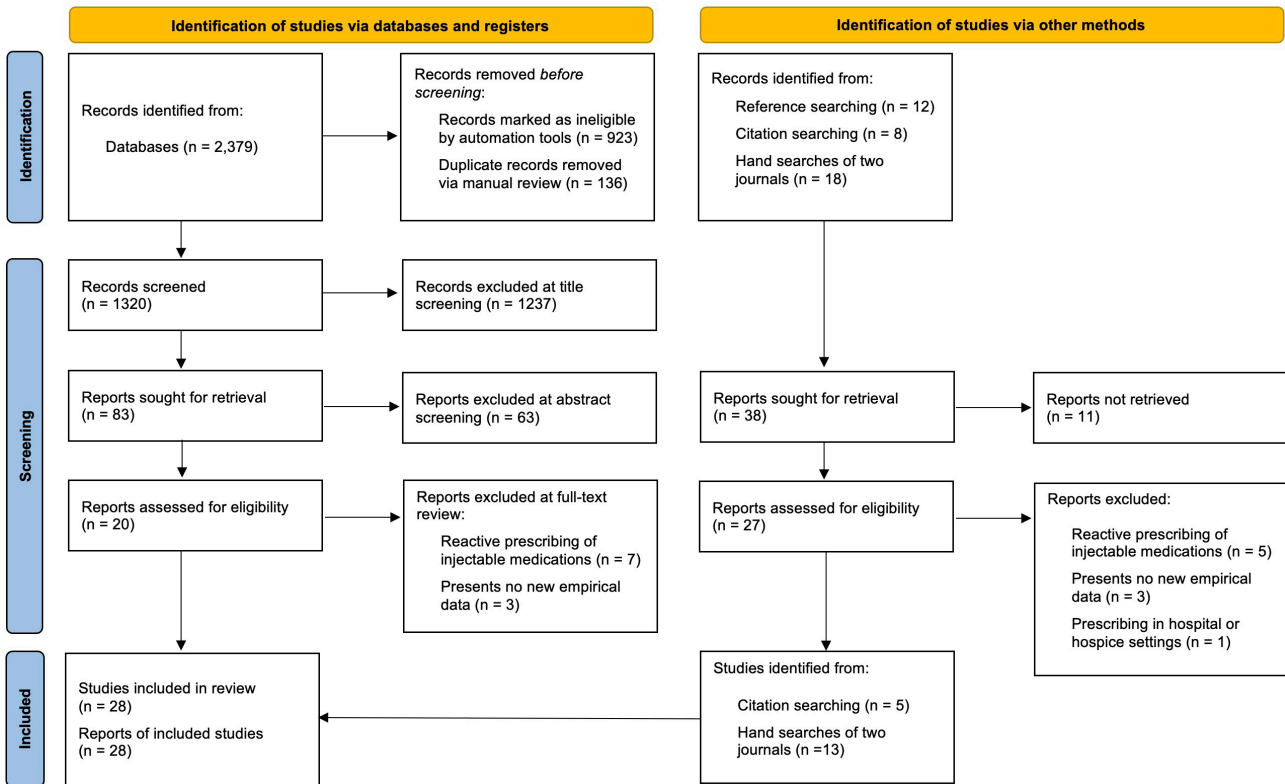 Identification of studies via databases and registers
Identification of studies via other methods
Identification
Records identified from:
Databases (n = 2,379)
Records removed before
screening:
Records marked as ineligible
by automation tools (n = 923)
Duplicate records removed
via manual review (n = 136)
Records identified from:
Reference searching (n = 12)
Citation searching (n = 8)
Hand searches of two
journals (n = 18)
Screening
Records screened
(n = 1320)
Records excluded at title
screening (n = 1237)
Reports sought for retrieval
(n = 83)
Reports excluded at abstract
screening (n = 63)
Reports sought for retrieval
(n = 38)
Reports not retrieved
(n = 11)
Reports assessed for eligibility
(n = 20)
Reports excluded at full-text
review:
Reactive prescribing of
injectable medications (n = 7)
Presents no new empirical
data (n = 3)
Reports assessed for eligibility
(n = 27)
Reports excluded:
Reactive prescribing of
injectable medications (n = 5)
Presents no new empirical
data (n = 3)
Prescribing in hospital or
hospice settings (n = 1)
Included
Studies included in review
(n = 28)
Reports of included studies
(n = 28)
Studies identified from:
Citation searching (n = 5)
Hand searches of two
journals (n =13)